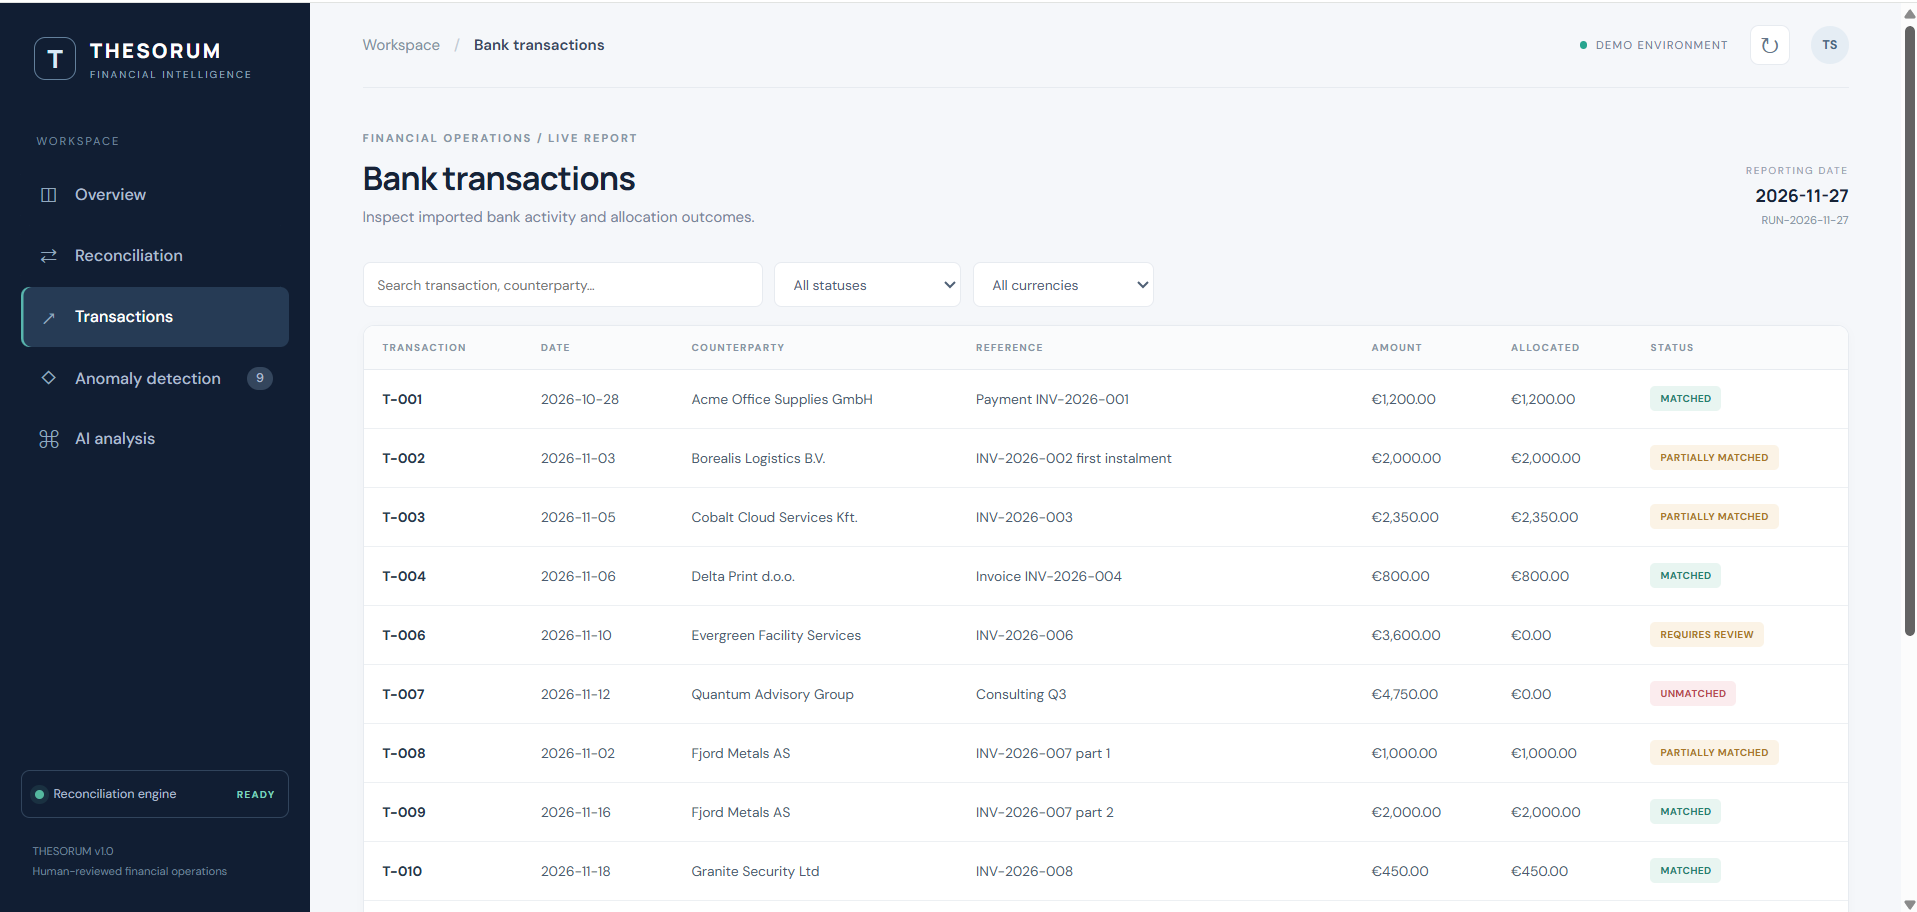 T
THESORUM
FINANCIAL INTELLIGENCE
WORKSPACE
Overview
Reconciliation
Transactions
Anomaly detection 9
AI analysis
Reconciliation engine READY
THESORUM v1.0
Human-reviewed financial operations
Workspace / Bank transactions
DEMO ENVIRONMENT
TS
FINANCIAL OPERATIONS / LIVE REPORT
Bank transactions
Inspect imported bank activity and allocation outcomes.
REPORTING DATE
2026-11-27
RUN-2026-11-27
Search transaction, counterparty...
All statuses
All currencies
TRANSACTION DATE COUNTERPARTY REFERENCE AMOUNT ALLOCATED STATUS
T-001 2026-10-28 Acme Office Supplies GmbH Payment INV-2026-001 €1,200.00 €1,200.00 MATCHED
T-002 2026-11-03 Borealis Logistics B.V. INV-2026-002 first instalment €2,000.00 €2,000.00 PARTIALLY MATCHED
T-003 2026-11-05 Cobalt Cloud Services Kft. INV-2026-003 €2,350.00 €2,350.00 PARTIALLY MATCHED
T-004 2026-11-06 Delta Print d.o.o. Invoice INV-2026-004 €800.00 €800.00 MATCHED
T-006 2026-11-10 Evergreen Facility Services INV-2026-006 €3,600.00 €0.00 REQUIRES REVIEW
T-007 2026-11-12 Quantum Advisory Group Consulting Q3 €4,750.00 €0.00 UNMATCHED
T-008 2026-11-02 Fjord Metals AS INV-2026-007 part 1 €1,000.00 €1,000.00 PARTIALLY MATCHED
T-009 2026-11-16 Fjord Metals AS INV-2026-007 part 2 €2,000.00 €2,000.00 MATCHED
T-010 2026-11-18 Granite Security Ltd INV-2026-008 €450.00 €450.00 MATCHED